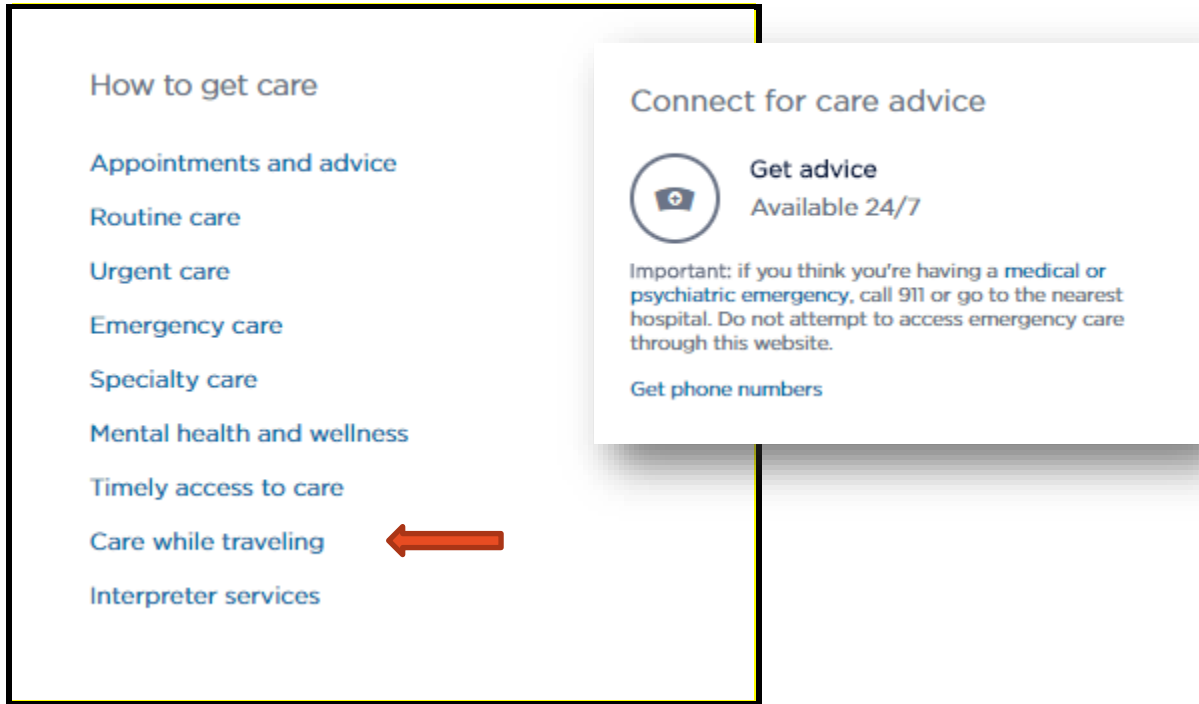 How to get care
Appointments and advice
Routine care
Urgent care
Emergency care
Specialty care
Mental health and wellness
Timely access to care
Care while traveling
Interpreter services
Connect for care advice
Get advice
Available 24/7
Important: if you think you're having a medical or
psychiatric emergency, call 911 or go to the nearest
hospital. Do not attempt to access emergency care
through this website.
Get phone numbers